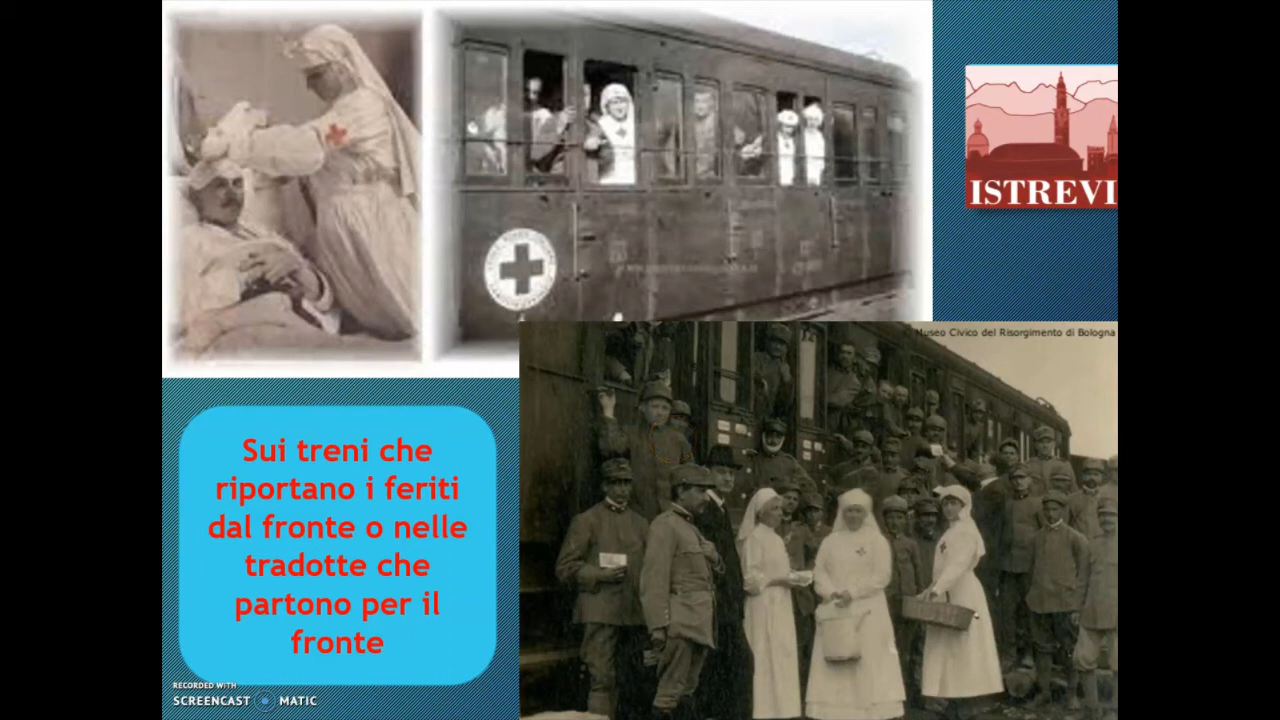 ISTREVI
Museo Civico del Risorgimento di Bologna
Sui treni che
riportano i feriti
dal fronte o nelle
tradotte che
partono per il
fronte
RECORDED WITH
SCREENCAST MATIC